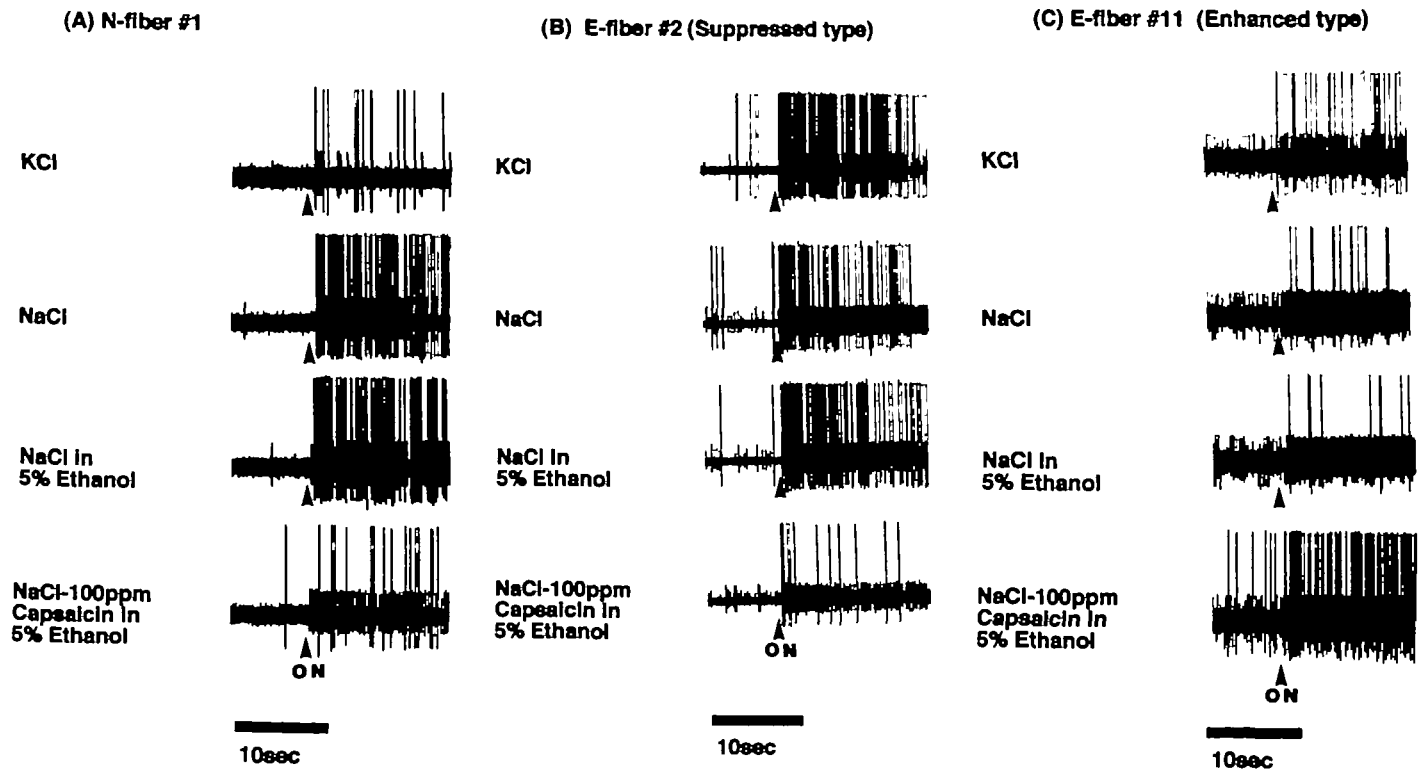 (A) N-fiber #1
KCl
NaCl
NaCl in
5% Ethanol
NaCl-100ppm
Capsaicin in
5% Ethanol
ON
10sec
(B) E-fiber #2 (Suppressed type)
KCl
NaCl
NaCl in
5% Ethanol
NaCl-100ppm
Capsaicin in
5% Ethanol
ON
10sec
(C) E-fiber #11 (Enhanced type)
KCl
NaCl
NaCl in
5% Ethanol
NaCl-100ppm
Capsaicin in
5% Ethanol
ON
10sec